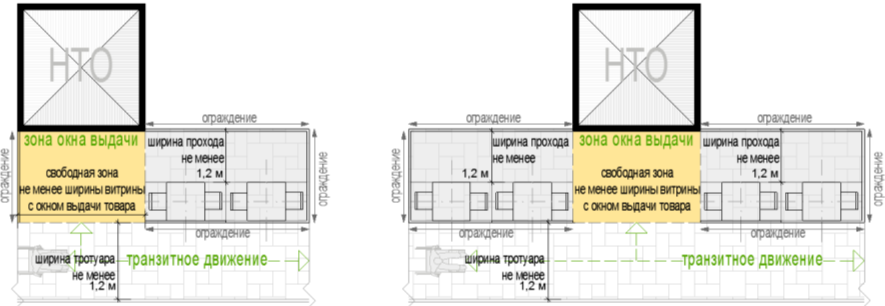 НТО
ограждение
ограждение
зона окна выдачи
ширина прохода
не менее
1,2 м
свободная зона
не менее ширины витрины
с окном выдачи товара
ограждение
ограждение
ширина тротуара
не менее
1,2 м
транзитное движение
НТО
ограждение
ограждение
ограждение
ширина прохода
не менее
1,2 м
зона окна выдачи
свободная зона
не менее ширины витрины
с окном выдачи товара
ширина прохода
не менее
1,2 м
ограждение
ограждение
ограждение
ширина тротуара
не менее
1,2 м
транзитное движение